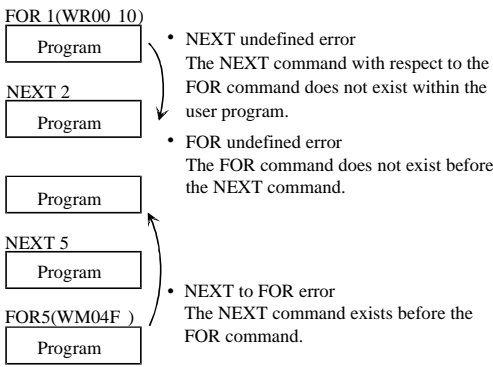 FOR 1(WR00 10)
Program
NEXT 2
Program
Program
NEXT 5
Program
FOR5(WM04F )
Program
• NEXT undefined error
The NEXT command with respect to the
FOR command does not exist within the
user program.
• FOR undefined error
The FOR command does not exist before
the NEXT command.
• NEXT to FOR error
The NEXT command exists before the
FOR command.